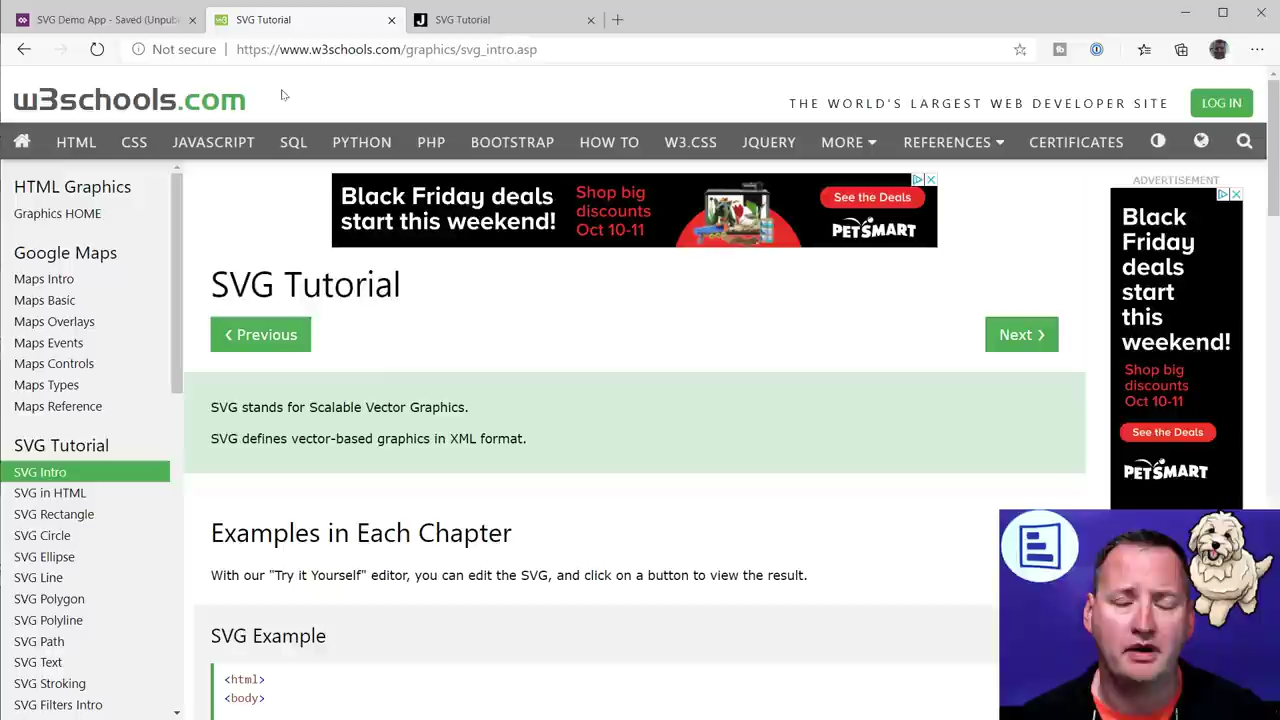 SVG Demo App - Saved (Unpubl
SVG Tutorial
SVG Tutorial
Not secure
https://www.w3schools.com/graphics/svg_intro.asp
w3schools.com
THE WORLD'S LARGEST WEB DEVELOPER SITE
LOG IN
HTML
CSS
JAVASCRIPT
SQL
PYTHON
PHP
BOOTSTRAP
HOW TO
W3.CSS
JQUERY
MORE
REFERENCES
CERTIFICATES
HTML Graphics
Graphics HOME
Google Maps
Maps Intro
Maps Basic
Maps Overlays
Maps Events
Maps Controls
Maps Types
Maps Reference
SVG Tutorial
SVG Intro
SVG in HTML
SVG Rectangle
SVG Circle
SVG Ellipse
SVG Line
SVG Polygon
SVG Polyline
SVG Path
SVG Text
SVG Stroking
SVG Filters Intro
Black Friday deals
start this weekend!
Shop big
discounts
Oct 10-11
See the Deals
PETSMART
SVG Tutorial
‹ Previous
Next ›
SVG stands for Scalable Vector Graphics.
SVG defines vector-based graphics in XML format.
Examples in Each Chapter
With our "Try it Yourself" editor, you can edit the SVG, and click on a button to view the result.
SVG Example
<html>
<body>
ADVERTISEMENT
Black
Friday
deals
start
this
weekend!
Shop big
discounts
Oct 10-11
See the Deals
PETSMART